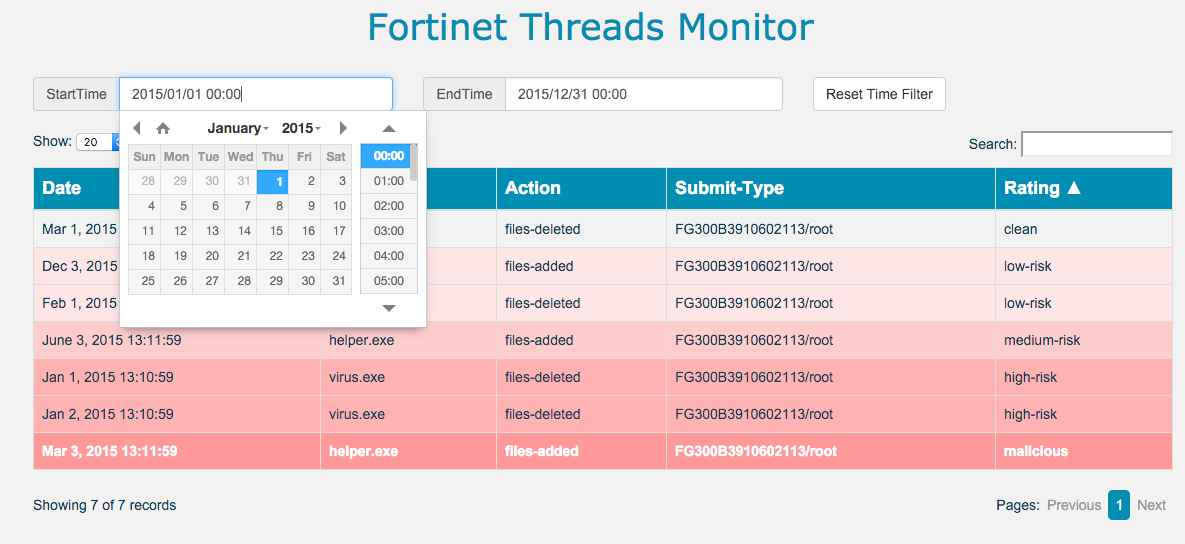 Fortinet Threads Monitor
StartTime 2015/01/01 00:00 EndTime 2015/12/31 00:00 Reset Time Filter
January 2015
Show: 20 Search:
Sun Mon Tue Wed Thu Fri Sat 00:00
28 29 30 31 1 2 3 01:00
4 5 6 7 8 9 10 02:00
11 12 13 14 15 16 17 03:00
18 19 20 21 22 23 24 04:00
25 26 27 28 29 30 31 05:00
Date Action Submit-Type Rating ▲
Mar 1, 2015 files-deleted FG300B3910602113/root clean
Dec 3, 2015 files-added FG300B3910602113/root low-risk
Feb 1, 2015 files-added FG300B3910602113/root low-risk
June 3, 2015 13:11:59 helper.exe files-added FG300B3910602113/root medium-risk
Jan 1, 2015 13:10:59 virus.exe files-deleted FG300B3910602113/root high-risk
Jan 2, 2015 13:10:59 virus.exe files-deleted FG300B3910602113/root high-risk
Mar 3, 2015 13:11:59 helper.exe files-added FG300B3910602113/root malicious
Showing 7 of 7 records Pages: Previous 1 Next